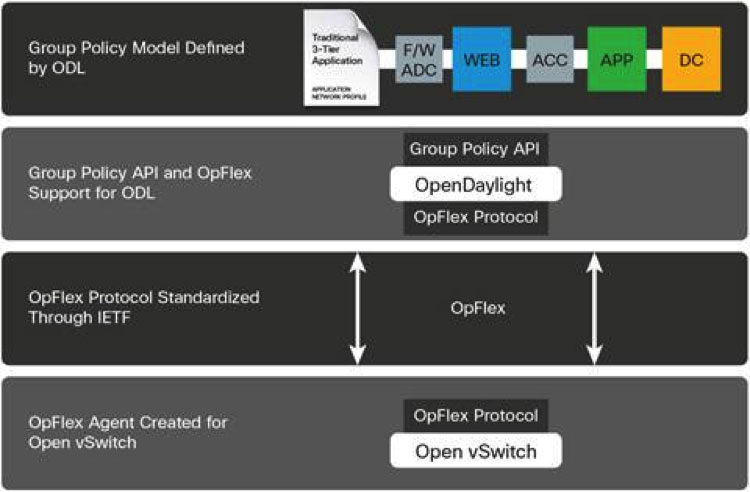 Group Policy Model Defined
by ODL
Traditional
3-Tier
Application
APPLICATION
NETWORK PROFILE
F/W
ADC
WEB
ACC
APP
DC
Group Policy API and OpFlex
Support for ODL
Group Policy API
OpenDaylight
OpFlex Protocol
OpFlex Protocol Standardized
Through IETF
OpFlex
OpFlex Agent Created for
Open vSwitch
OpFlex Protocol
Open vSwitch